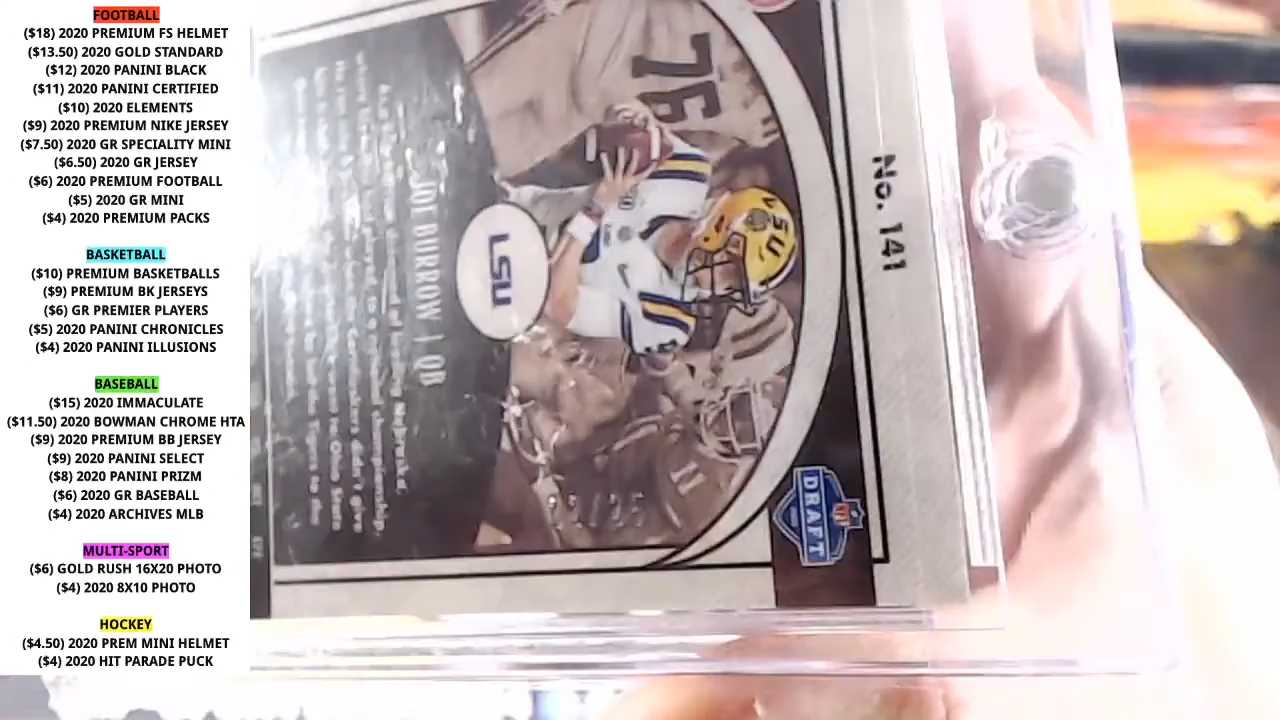 FOOTBALL
($18) 2020 PREMIUM FS HELMET
($13.50) 2020 GOLD STANDARD
($12) 2020 PANINI BLACK
($11) 2020 PANINI CERTIFIED
($10) 2020 ELEMENTS
($9) 2020 PREMIUM NIKE JERSEY
($7.50) 2020 GR SPECIALITY MINI
($6.50) 2020 GR JERSEY
($6) 2020 PREMIUM FOOTBALL
($5) 2020 GR MINI
($4) 2020 PREMIUM PACKS
BASKETBALL
($10) PREMIUM BASKETBALLS
($9) PREMIUM BK JERSEYS
($6) GR PREMIER PLAYERS
($5) 2020 PANINI CHRONICLES
($4) 2020 PANINI ILLUSIONS
BASEBALL
($15) 2020 IMMACULATE
($11.50) 2020 BOWMAN CHROME HTA
($9) 2020 PREMIUM BB JERSEY
($9) 2020 PANINI SELECT
($8) 2020 PANINI PRIZM
($6) 2020 GR BASEBALL
($4) 2020 ARCHIVES MLB
MULTI-SPORT
($6) GOLD RUSH 16X20 PHOTO
($4) 2020 8X10 PHOTO
HOCKEY
($4.50) 2020 PREM MINI HELMET
($4) 2020 HIT PARADE PUCK
No. 141
76
LSU
11
NFL
DRAFT
LSU
JOE BURROW | QB